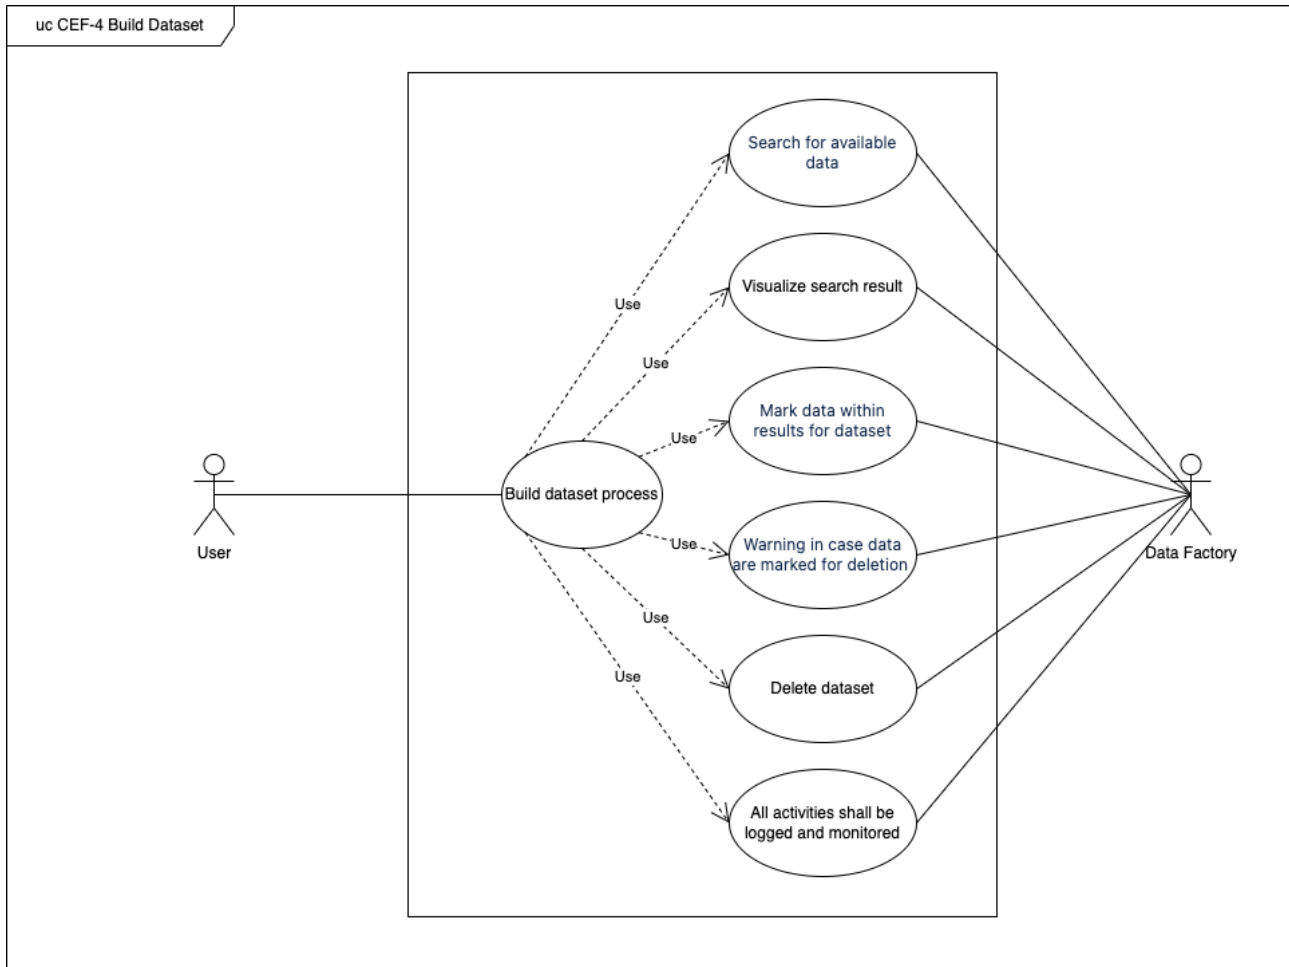 uc CEF-4 Build Dataset
Search for available
data
Use
Visualize search result
Use
Mark data within
results for dataset
Use
Build dataset process
User
Use
Warning in case data
are marked for deletion
Data Factory
Use
Delete dataset
Use
All activities shall be
logged and monitored